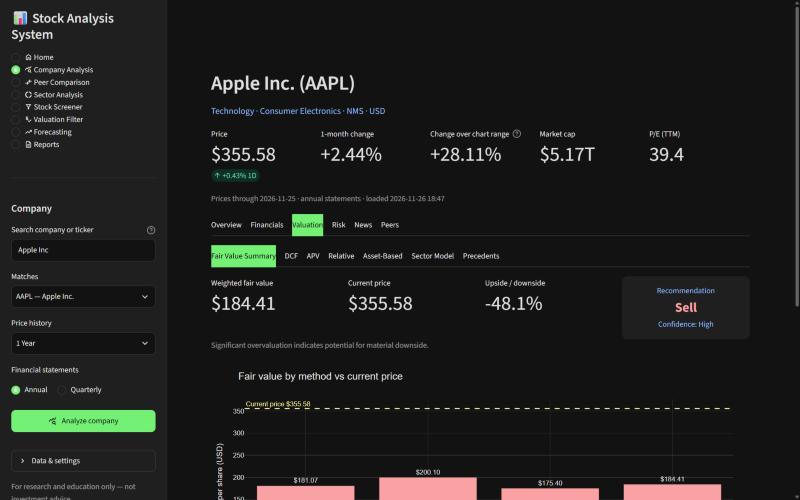 Stock Analysis
System
Home
Company Analysis
Peer Comparison
Sector Analysis
Stock Screener
Valuation Filter
Forecasting
Reports
Company
Search company or ticker
Apple Inc
Matches
AAPL — Apple Inc.
Price history
1 Year
Financial statements
Annual Quarterly
Analyze company
Data & settings
For research and education only — not
investment advice
Apple Inc. (AAPL)
Technology · Consumer Electronics · NMS · USD
Price 1-month change Change over chart range Market cap P/E (TTM)
$355.58 +2.44% +28.11% $5.17T 39.4
↑ +0.43% 1D
Prices through 2026-11-25 · annual statements · loaded 2026-11-26 18:47
Overview Financials Valuation Risk News Peers
Fair Value Summary DCF APV Relative Asset-Based Sector Model Precedents
Weighted fair value Current price Upside / downside
$184.41 $355.58 -48.1%
Recommendation
Sell
Confidence: High
Significant overvaluation indicates potential for material downside.
Fair value by method vs current price
Current price $355.58
350
300
250
200
150
per share (USD)
$181.07 $200.10 $175.40 $184.41